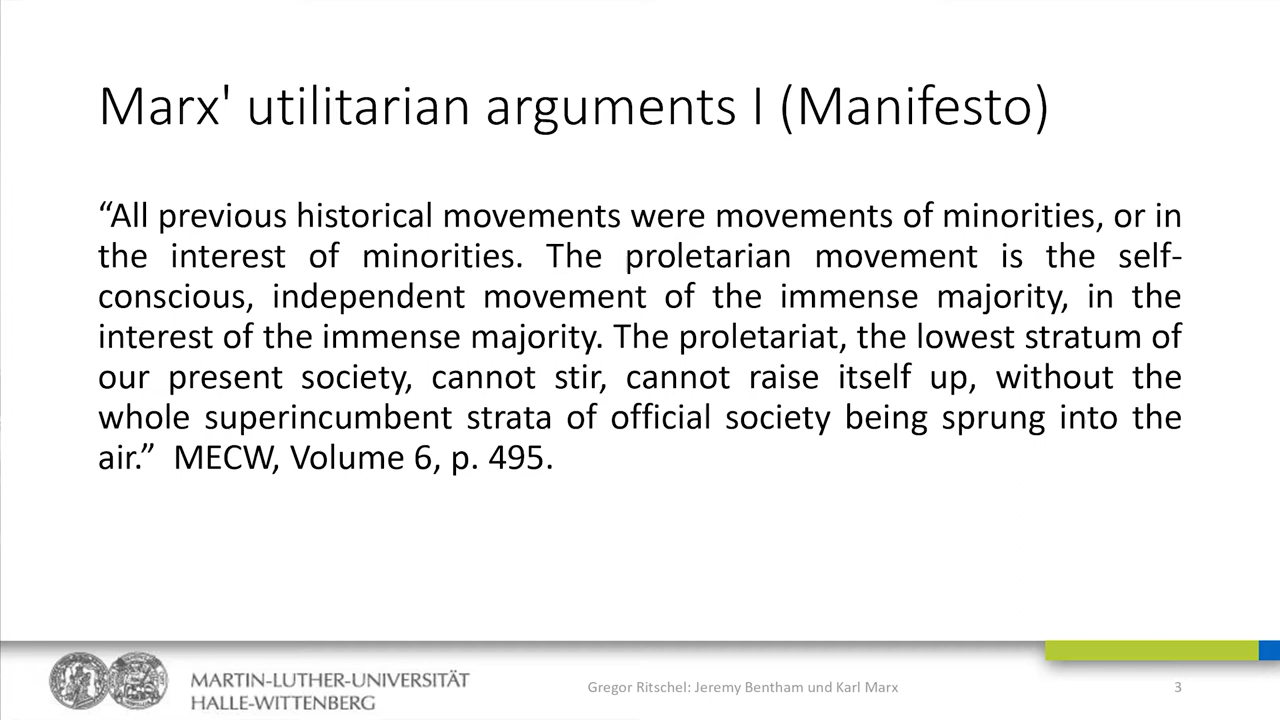 Marx' utilitarian arguments I (Manifesto)
“All previous historical movements were movements of minorities, or in
the interest of minorities. The proletarian movement is the self-
conscious, independent movement of the immense majority, in the
interest of the immense majority. The proletariat, the lowest stratum of
our present society, cannot stir, cannot raise itself up, without the
whole superincumbent strata of official society being sprung into the
air.” MECW, Volume 6, p. 495.
MARTIN-LUTHER-UNIVERSITÄT
HALLE-WITTENBERG
Gregor Ritschel: Jeremy Bentham und Karl Marx
3